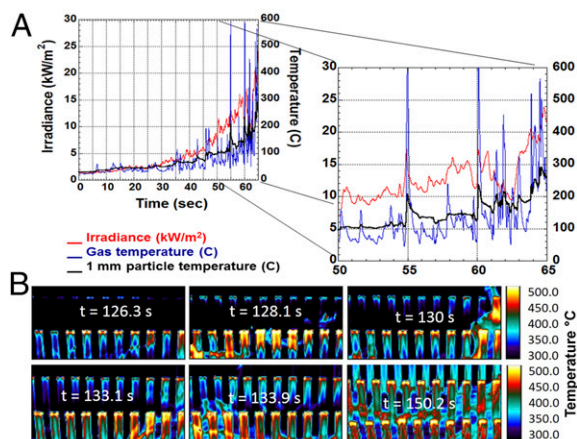 A
Irradiance (kW/m²)
30
25
20
15
10
5
0
0 10 20 30 40 50 60
Time (sec)
600
500
400
300
200
100
0
Temperature (C)
30
25
20
15
10
5
0
50 55 60 65
600
500
400
300
200
100
0
Irradiance (kW/m²)
Gas temperature (C)
1 mm particle temperature (C)
B
t = 126.3 s
t = 128.1 s
t = 130 s
500.0
450.0
400.0
350.0
300.0
t = 133.1 s
t = 133.9 s
t = 150.2 s
500.0
450.0
400.0
350.0
300.0
Temperature °C